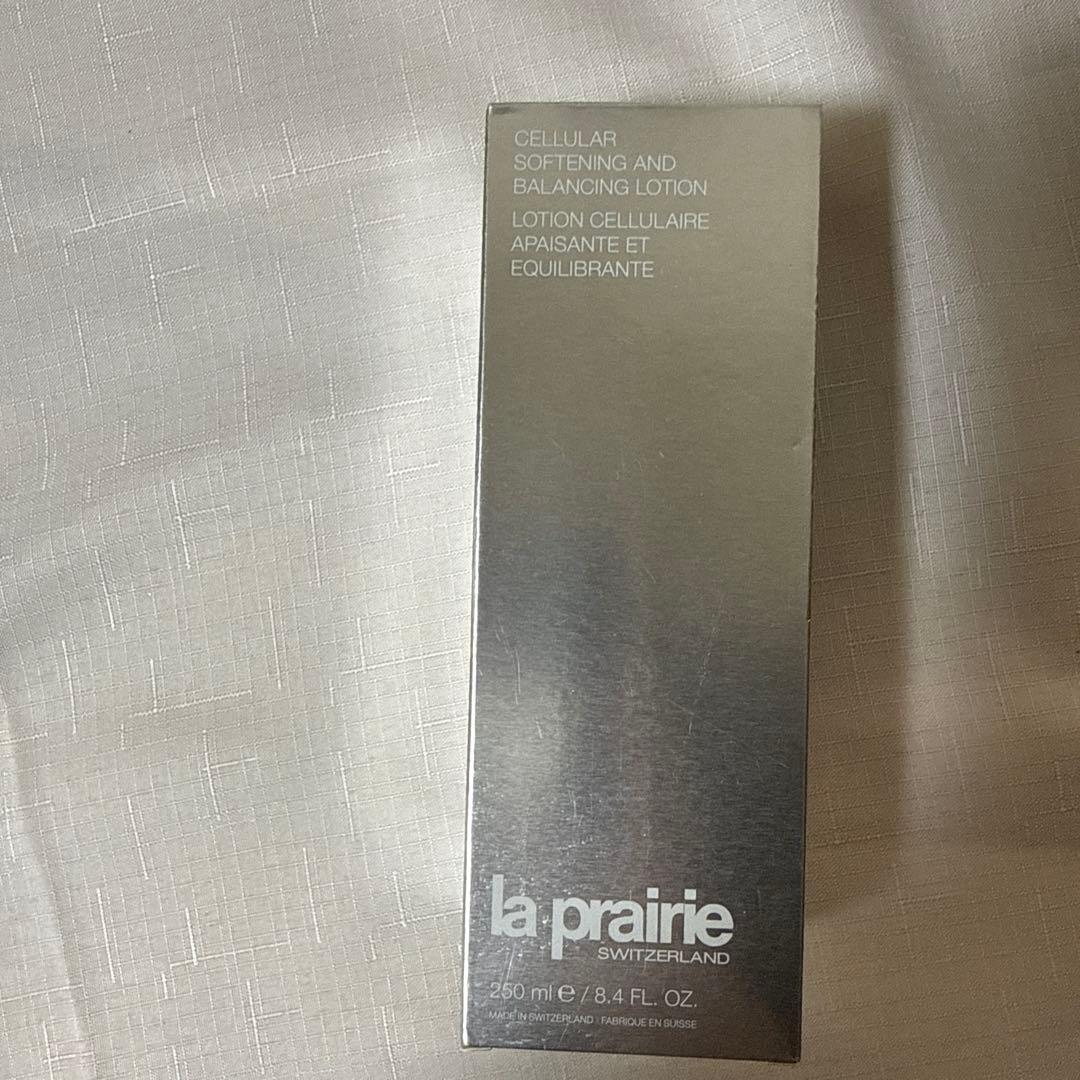 CELLULAR
SOFTENING AND
BALANCING LOTION
LOTION CELLULAIRE
APAISANTE ET
EQUILIBRANTE
la prairie
SWITZERLAND
250 ml e / 8.4 FL. OZ.
MADE IN SWITZERLAND · FABRIQUE EN SUISSE